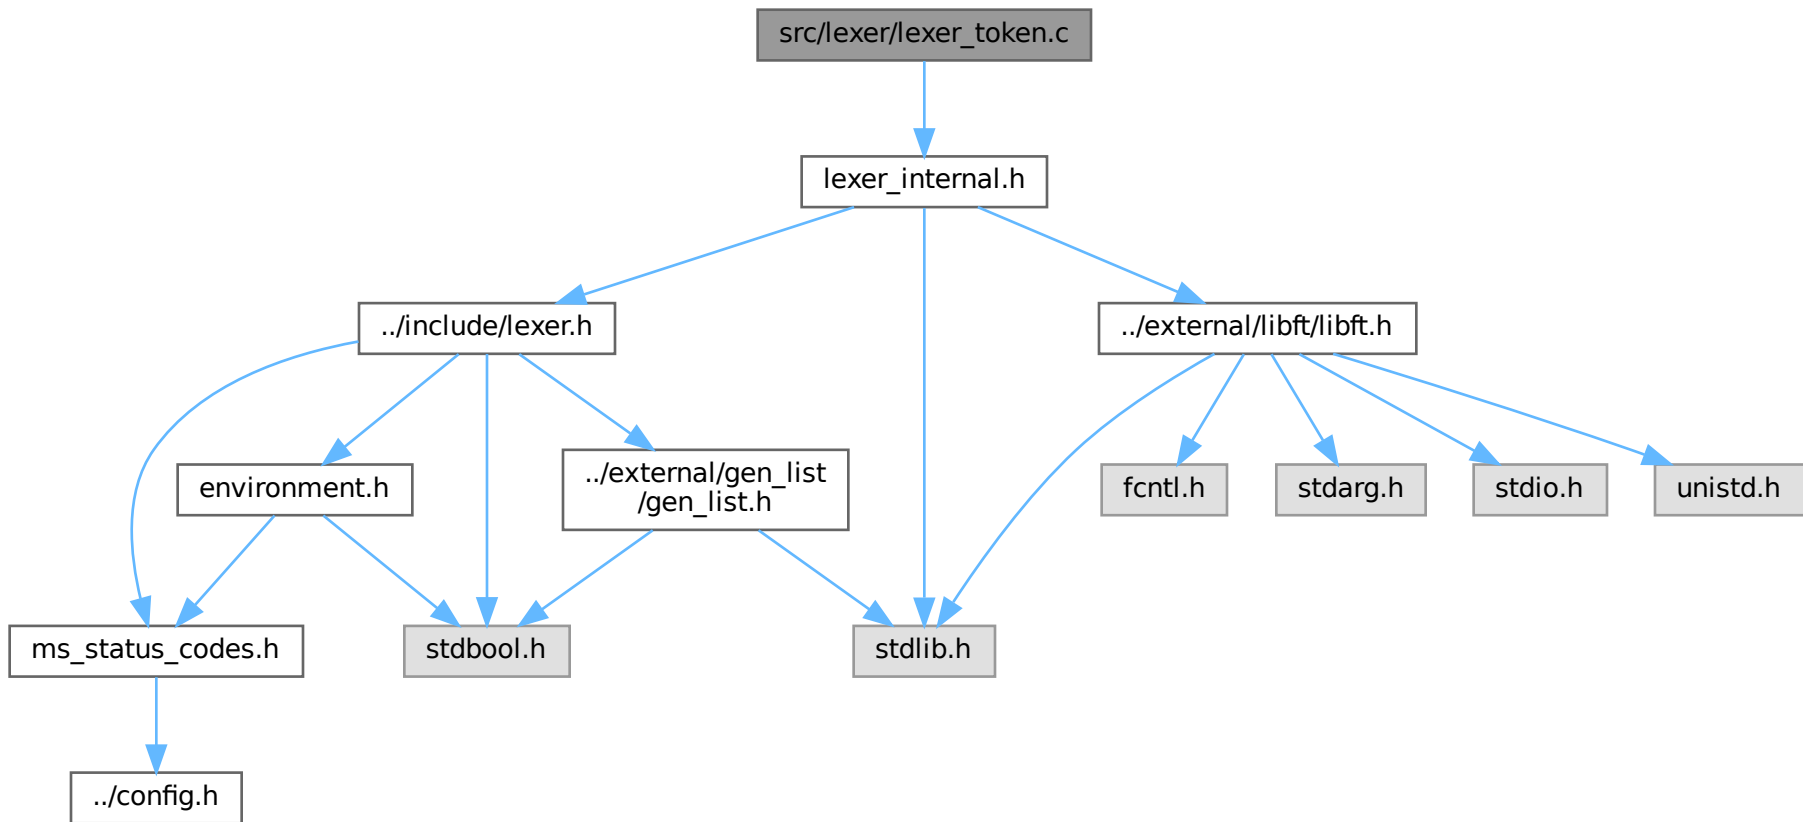 src/lexer/lexer_token.c
lexer_internal.h
../include/lexer.h
../external/libft/libft.h
environment.h
../external/gen_list
/gen_list.h
fcntl.h
stdarg.h
stdio.h
unistd.h
ms_status_codes.h
stdbool.h
stdlib.h
../config.h